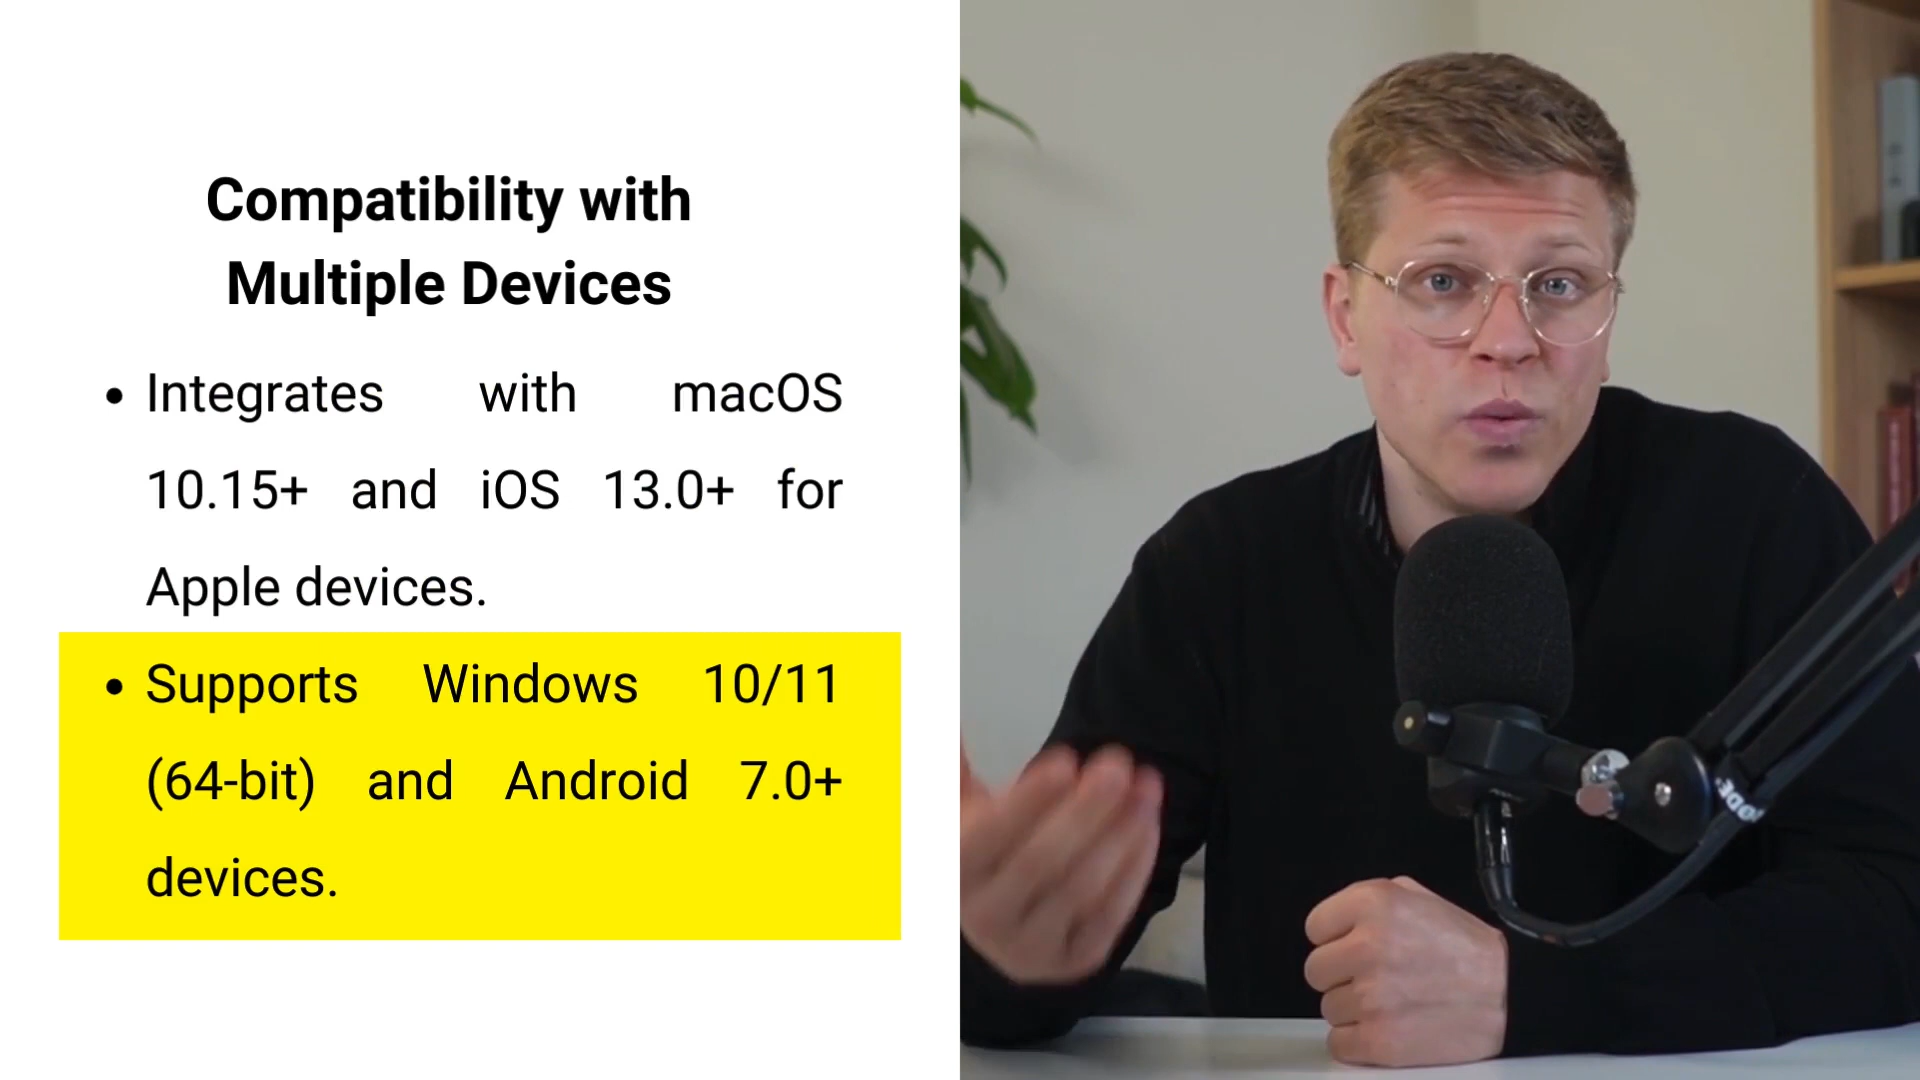 Compatibility with
Multiple Devices
• Integrates with macOS
10.15+ and iOS 13.0+ for
Apple devices.
• Supports Windows 10/11
(64-bit) and Android 7.0+
devices.